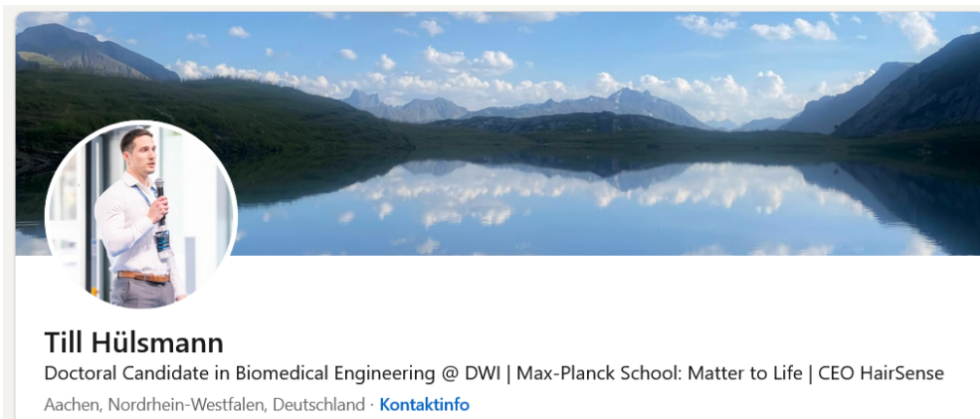 Till Hülsmann
Doctoral Candidate in Biomedical Engineering @ DWI | Max-Planck School: Matter to Life | CEO HairSense
Aachen, Nordrhein-Westfalen, Deutschland · Kontaktinfo